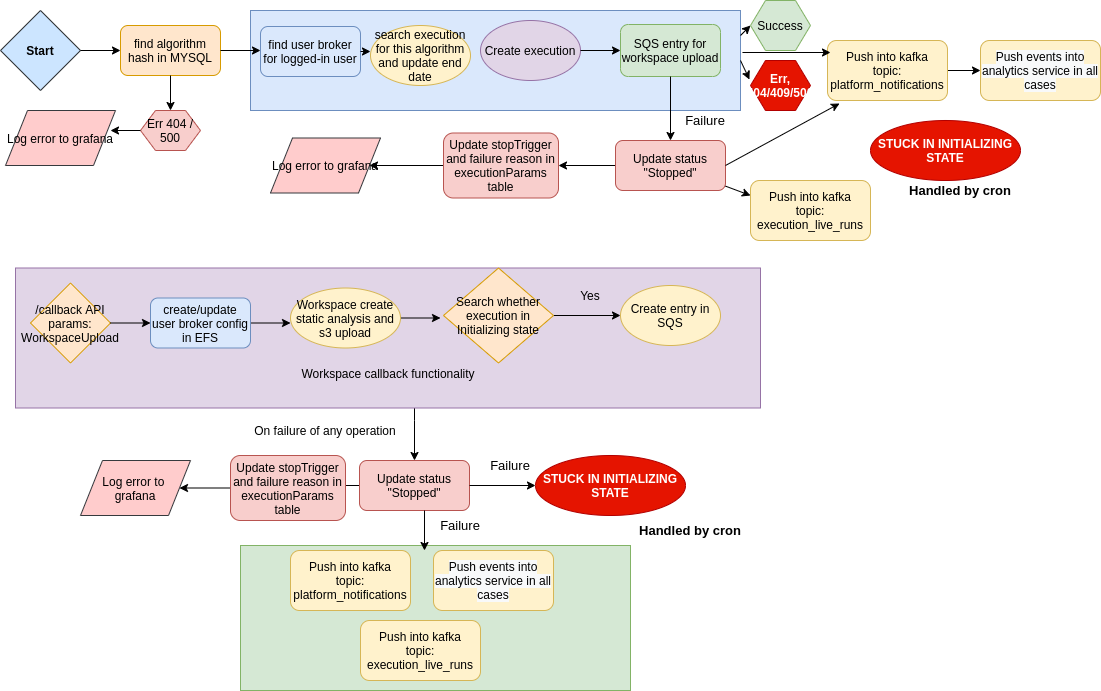 Start
find algorithm
hash in MYSQL
Err 404 /
500
Log error to grafana
find user broker
for logged-in user
search execution
for this algorithm
and update end
date
Create execution
SQS entry for
workspace upload
Success
Err,
04/409/50
Push into kafka
topic:
platform_notifications
Push events into
analytics service in all
cases
Failure
STUCK IN INITIALIZING
STATE
Handled by cron
Log error to grafana
Update stopTrigger
and failure reason in
executionParams
table
Update status
"Stopped"
Push into kafka
topic:
execution_live_runs
/callback API
params:
WorkspaceUpload
create/update
user broker config
in EFS
Workspace create
static analysis and
s3 upload
Search whether
execution in
Initializing state
Yes
Create entry in
SQS
Workspace callback functionality
On failure of any operation
Log error to
grafana
Update stopTrigger
and failure reason in
executionParams
table
Update status
"Stopped"
Failure
STUCK IN INITIALIZING
STATE
Handled by cron
Failure
Push into kafka
topic:
platform_notifications
Push events into
analytics service in all
cases
Push into kafka
topic:
execution_live_runs